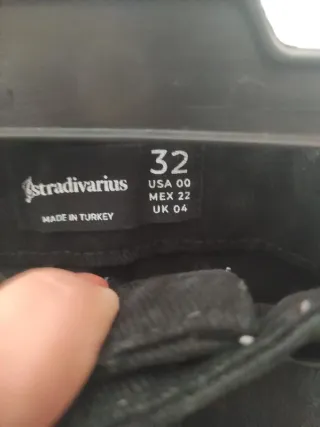 stradivarius
MADE IN TURKEY
32
USA 00
MEX 22
UK 04